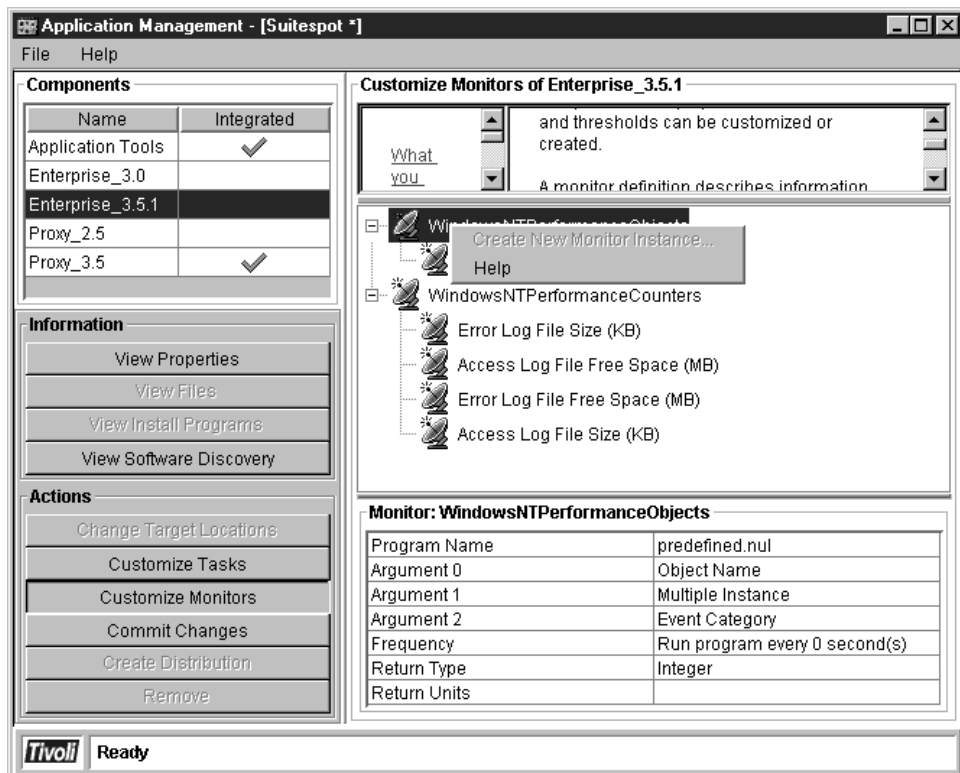 Application Management - [Suitespot *]
File Help
Components
Name Integrated
Application Tools
Enterprise_3.0
Enterprise_3.5.1
Proxy_2.5
Proxy_3.5
Information
View Properties
View Files
View Install Programs
View Software Discovery
Actions
Change Target Locations
Customize Tasks
Customize Monitors
Commit Changes
Create Distribution
Remove
Customize Monitors of Enterprise_3.5.1
What
you
and thresholds can be customized or
created.
A monitor definition describes information
WindowsNTPerformanceObjects
Create New Monitor Instance...
Help
WindowsNTPerformanceCounters
Error Log File Size (KB)
Access Log File Free Space (MB)
Error Log File Free Space (MB)
Access Log File Size (KB)
Monitor: WindowsNTPerformanceObjects
Program Name predefined.nul
Argument 0 Object Name
Argument 1 Multiple Instance
Argument 2 Event Category
Frequency Run program every 0 second(s)
Return Type Integer
Return Units
Tivoli Ready